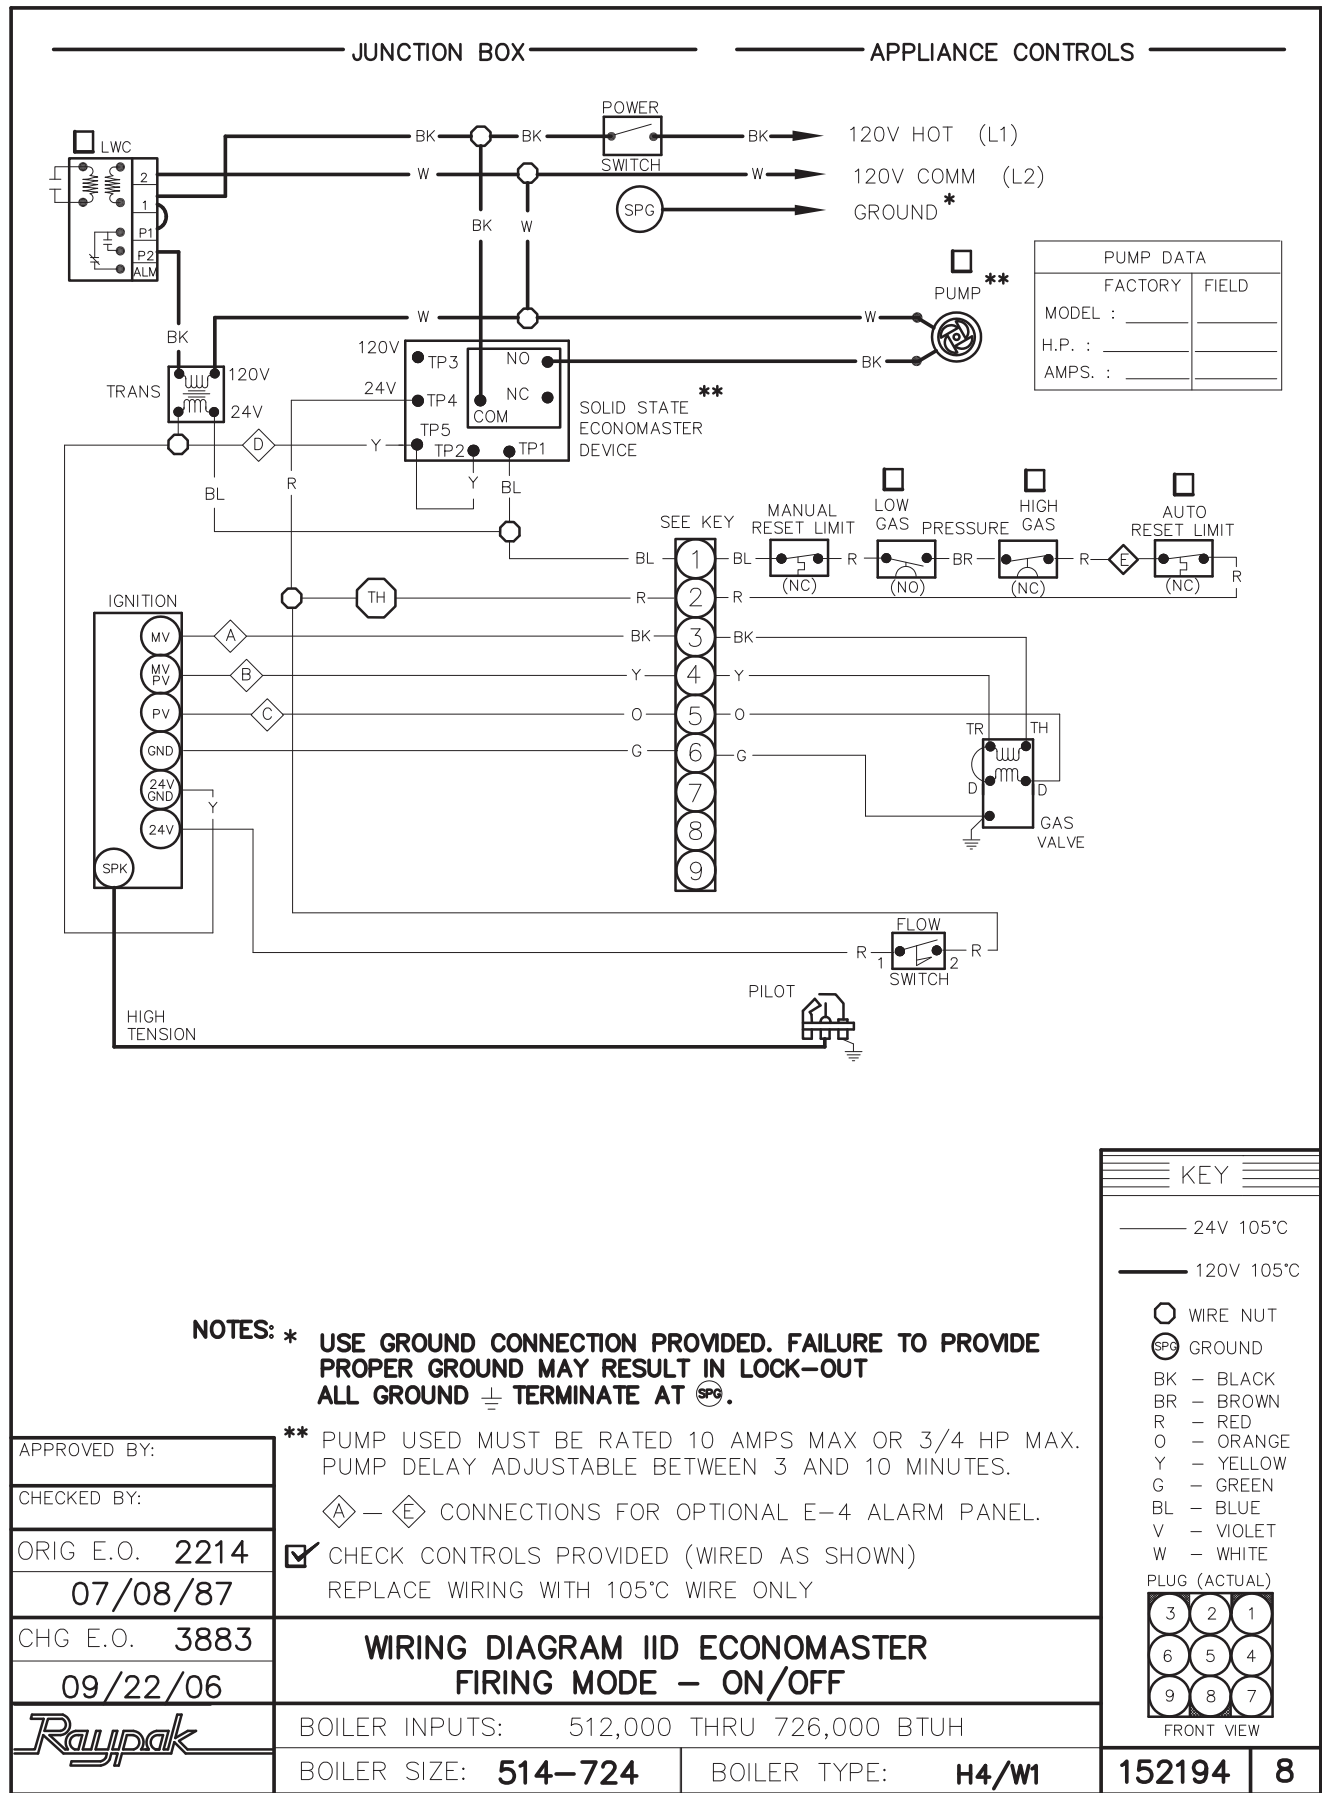 JUNCTION BOX
APPLIANCE CONTROLS
POWER
SWITCH
BK
BK
BK
120V HOT (L1)
LWC
2
1
P1
P2
ALM
W
W
120V COMM (L2)
SPG
GROUND *
BK
W
PUMP **
PUMP DATA
FACTORY FIELD
MODEL :
H.P. :
AMPS. :
BK
W
W
BK
TRANS
120V
24V
120V
24V
TP3
TP4
TP5
TP2
TP1
NO
NC
COM
SOLID STATE **
ECONOMASTER
DEVICE
D
Y
Y
BL
R
BL
SEE KEY
MANUAL
RESET LIMIT
(NC)
LOW
GAS
(NO)
PRESSURE
HIGH
GAS
(NC)
AUTO
RESET LIMIT
(NC)
BL
1
BL
R
BR
R
E
R
TH
R
2
R
IGNITION
MV
A
BK
3
BK
MV
PV
B
Y
4
Y
PV
C
O
5
O
GND
G
6
G
24V
GND
Y
7
24V
8
SPK
9
TR
TH
D
D
GAS
VALVE
FLOW
R
1
2
R
SWITCH
PILOT
HIGH
TENSION
KEY
24V 105°C
120V 105°C
WIRE NUT
SPG GROUND
BK – BLACK
BR – BROWN
R – RED
O – ORANGE
Y – YELLOW
G – GREEN
BL – BLUE
V – VIOLET
W – WHITE
PLUG (ACTUAL)
3 2 1
6 5 4
9 8 7
FRONT VIEW
NOTES: * USE GROUND CONNECTION PROVIDED. FAILURE TO PROVIDE
PROPER GROUND MAY RESULT IN LOCK–OUT
ALL GROUND TERMINATE AT SPG.
** PUMP USED MUST BE RATED 10 AMPS MAX OR 3/4 HP MAX.
PUMP DELAY ADJUSTABLE BETWEEN 3 AND 10 MINUTES.
A – E CONNECTIONS FOR OPTIONAL E–4 ALARM PANEL.
CHECK CONTROLS PROVIDED (WIRED AS SHOWN)
REPLACE WIRING WITH 105°C WIRE ONLY
APPROVED BY:
CHECKED BY:
ORIG E.O. 2214
07/08/87
CHG E.O. 3883
09/22/06
Raypak
WIRING DIAGRAM IID ECONOMASTER
FIRING MODE – ON/OFF
BOILER INPUTS: 512,000 THRU 726,000 BTUH
BOILER SIZE: 514–724
BOILER TYPE: H4/W1
152194 8